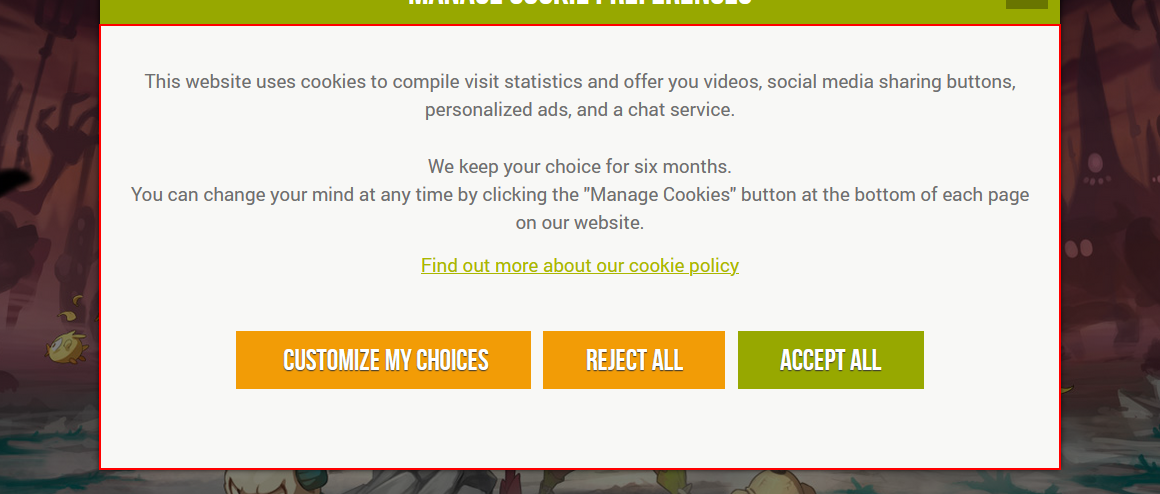 MANAGE COOKIE PREFERENCES
This website uses cookies to compile visit statistics and offer you videos, social media sharing buttons,
personalized ads, and a chat service.
We keep your choice for six months.
You can change your mind at any time by clicking the "Manage Cookies" button at the bottom of each page
on our website.
Find out more about our cookie policy
CUSTOMIZE MY CHOICES
REJECT ALL
ACCEPT ALL